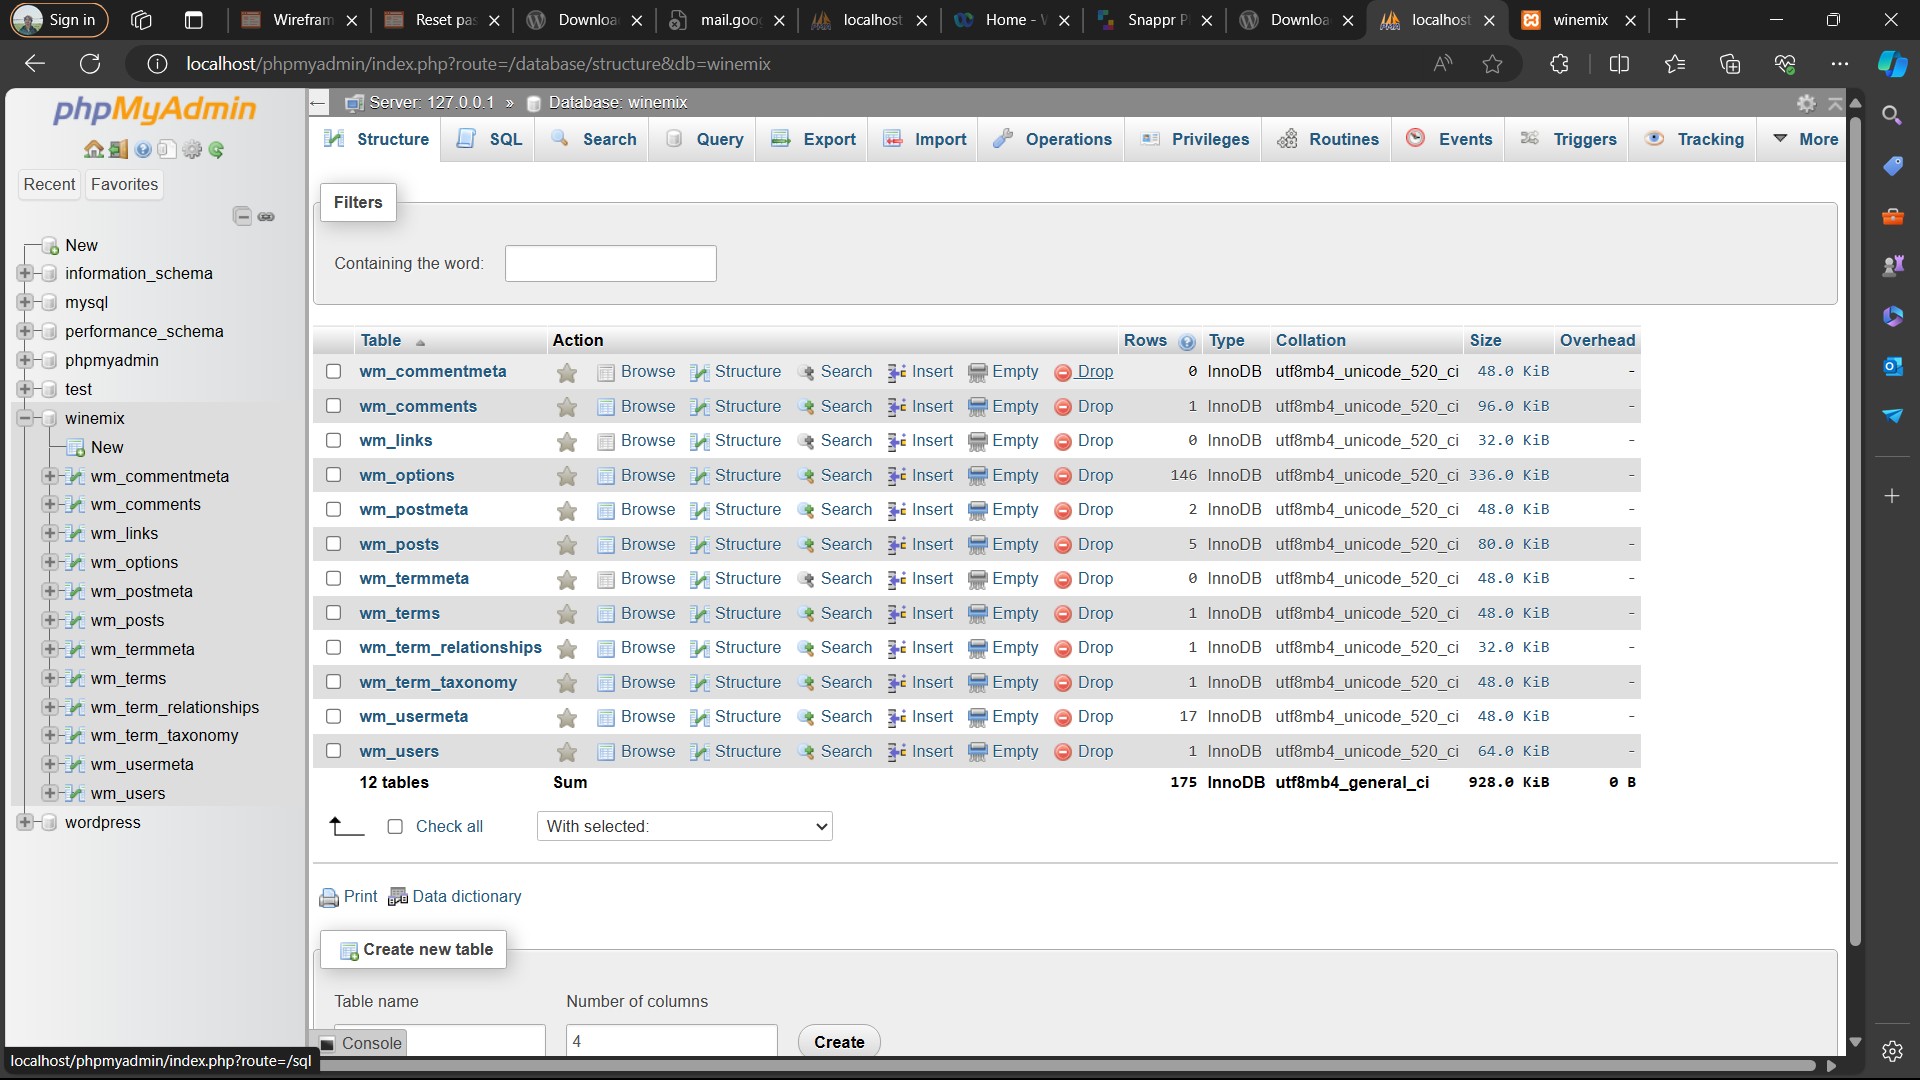 Sign in
Wirefram
Reset pas
Downloa
mail.goo
localhost
Home - W
Snappr P
Downloa
localhost
winemix
localhost/phpmyadmin/index.php?route=/database/structure&db=winemix
phpMyAdmin
Recent
Favorites
New
information_schema
mysql
performance_schema
phpmyadmin
test
winemix
New
wm_commentmeta
wm_comments
wm_links
wm_options
wm_postmeta
wm_posts
wm_termmeta
wm_terms
wm_term_relationships
wm_term_taxonomy
wm_usermeta
wm_users
wordpress
Server: 127.0.0.1 » Database: winemix
Structure SQL Search Query Export Import Operations Privileges Routines Events Triggers Tracking More
Filters
Containing the word:
Table Action Rows Type Collation Size Overhead
wm_commentmeta Browse Structure Search Insert Empty Drop 0 InnoDB utf8mb4_unicode_520_ci 48.0 KiB -
wm_comments Browse Structure Search Insert Empty Drop 1 InnoDB utf8mb4_unicode_520_ci 96.0 KiB -
wm_links Browse Structure Search Insert Empty Drop 0 InnoDB utf8mb4_unicode_520_ci 32.0 KiB -
wm_options Browse Structure Search Insert Empty Drop 146 InnoDB utf8mb4_unicode_520_ci 336.0 KiB -
wm_postmeta Browse Structure Search Insert Empty Drop 2 InnoDB utf8mb4_unicode_520_ci 48.0 KiB -
wm_posts Browse Structure Search Insert Empty Drop 5 InnoDB utf8mb4_unicode_520_ci 80.0 KiB -
wm_termmeta Browse Structure Search Insert Empty Drop 0 InnoDB utf8mb4_unicode_520_ci 48.0 KiB -
wm_terms Browse Structure Search Insert Empty Drop 1 InnoDB utf8mb4_unicode_520_ci 48.0 KiB -
wm_term_relationships Browse Structure Search Insert Empty Drop 1 InnoDB utf8mb4_unicode_520_ci 32.0 KiB -
wm_term_taxonomy Browse Structure Search Insert Empty Drop 1 InnoDB utf8mb4_unicode_520_ci 48.0 KiB -
wm_usermeta Browse Structure Search Insert Empty Drop 17 InnoDB utf8mb4_unicode_520_ci 48.0 KiB -
wm_users Browse Structure Search Insert Empty Drop 1 InnoDB utf8mb4_unicode_520_ci 64.0 KiB -
12 tables Sum 175 InnoDB utf8mb4_general_ci 928.0 KiB 0 B
Check all With selected:
Print Data dictionary
Create new table
Table name Number of columns
4 Create
Console
localhost/phpmyadmin/index.php?route=/sql